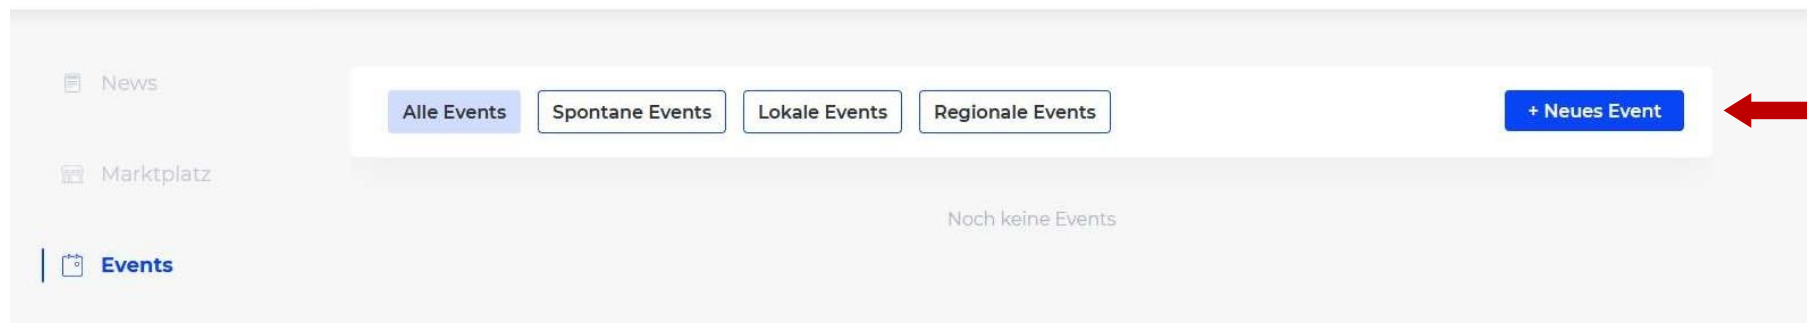 News
Marktplatz
Events
Alle Events
Spontane Events
Lokale Events
Regionale Events
+ Neues Event
Noch keine Events